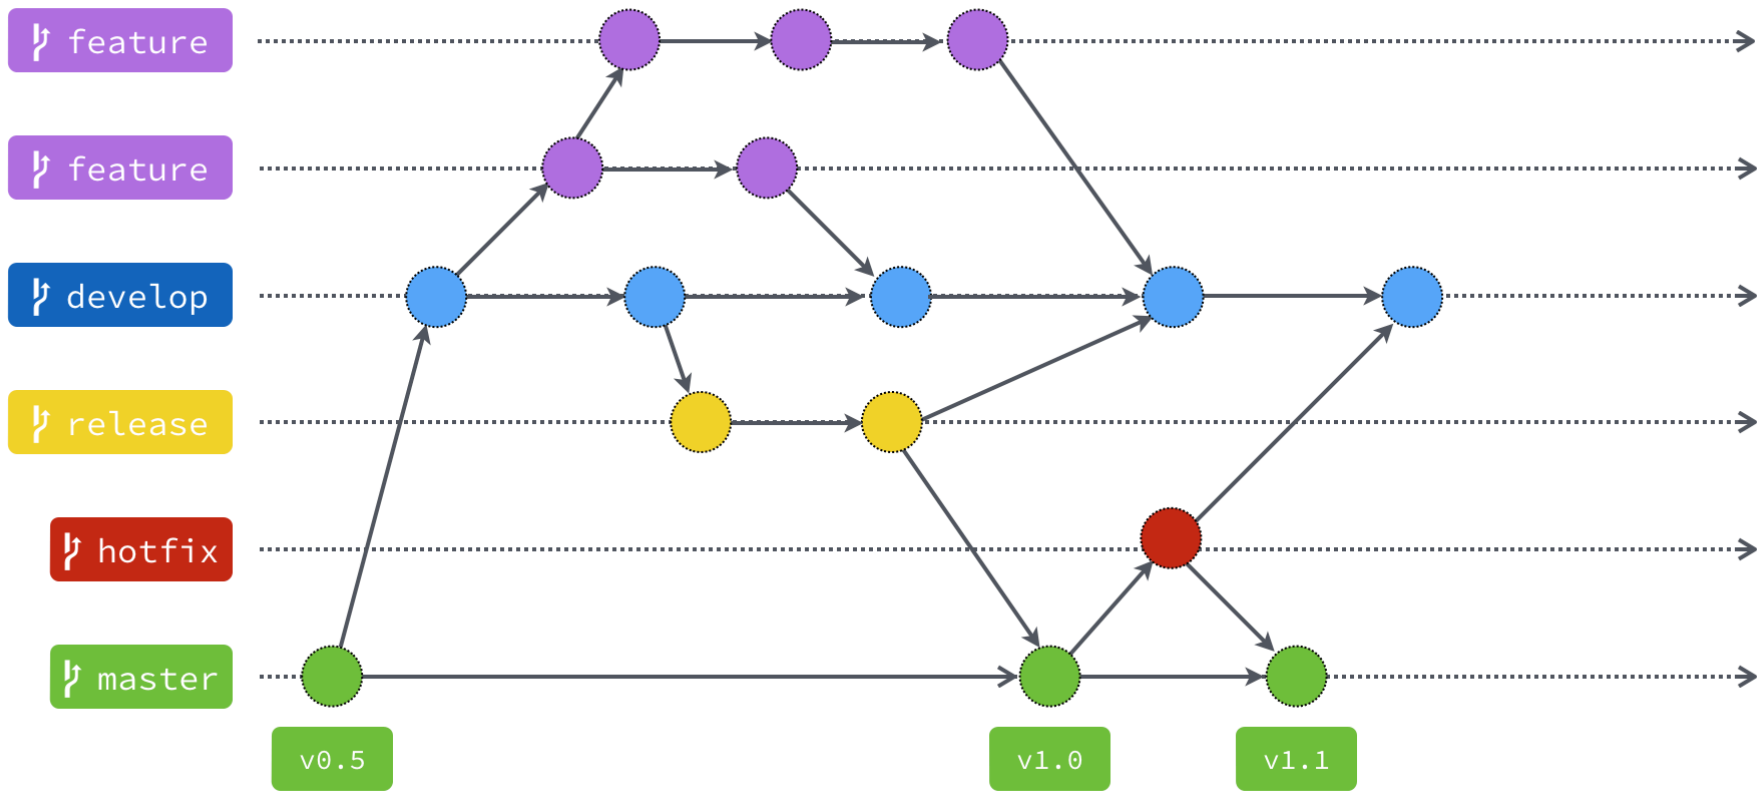 feature
feature
develop
release
hotfix
master
v0.5
v1.0
v1.1